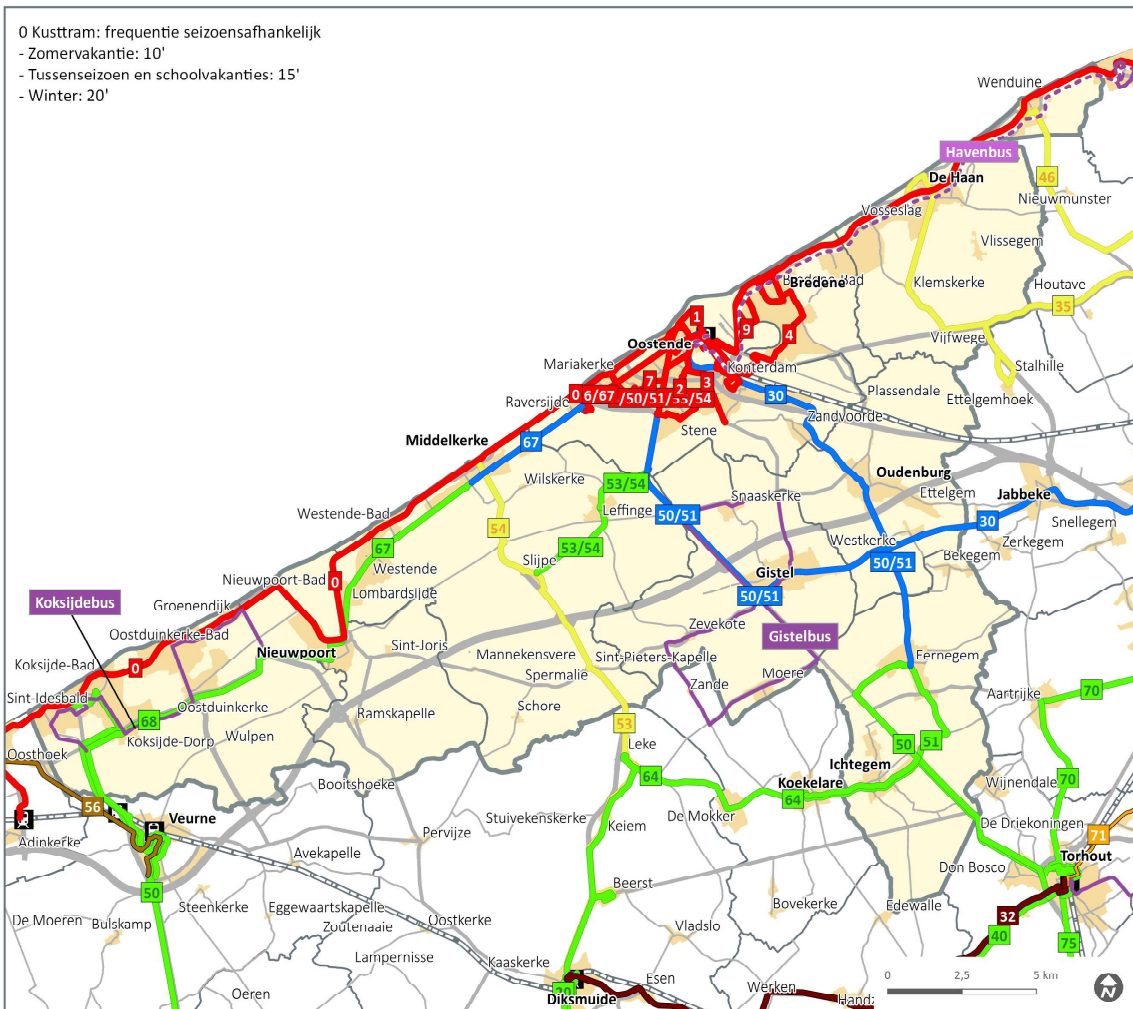 0 Kusttram: frequentie seizoensafhankelijk
- Zomervakantie: 10'
- Tussenseizoen en schoolvakanties: 15'
- Winter: 20'
Wenduine
Havenbus
De Haan
46
Nieuwmunster
Vosseslag
Vlissegem
Klemskerke
Houtave
35
Bredene
1
9
4
Oostende
Vijfwege
Stalhille
Mariakerke
Konterdam
7
2
3
Plassendale
Ettelgemhoek
Raversijde
0
30
Zandvoorde
Stene
Middelkerke
67
Oudenburg
Wilskerke
53/54
Snaaskerke
Ettelgem
Jabbeke
Leffinge
50/51
30
Snellegem
Westende-Bad
54
Westkerke
Zerkegem
67
53/54
Bekegem
Slijpe
50/51
Westende
Gistel
Nieuwpoort-Bad
0
Lombardsijde
50/51
Koksijdebus
Groenendijk
Zevekote
Gistelbus
Oostduinkerke-Bad
Nieuwpoort
Sint-Joris
Mannekensvere
Sint-Pieters-Kapelle
Eernegem
Koksijde-Bad
0
Spermalie
Moere
Zande
Aartrijke
70
Sint-Idesbald
Oostduinkerke
Ramskapelle
Schore
68
53
Koksijde-Dorp
Wulpen
Leke
50
51
Oosthoek
Ichtegem
64
70
Booitshoeke
Koekelare
Wijnendale
64
56
Veurne
Stuivekenskerke
De Mokker
Keiem
De Driekoningen
71
Adinkerke
Pervijze
Avekapelle
Torhout
Don Bosco
50
Beerst
Steenkerke
Eggewaartskapelle
Bovekerke
Edewalle
De Moeren
Bulskamp
Oostkerke
Vladslo
32
40
75
Lampernisse
Kaaskerke
Esen
0
2,5
5 km
Oeren
Diksmuide
Werken
N